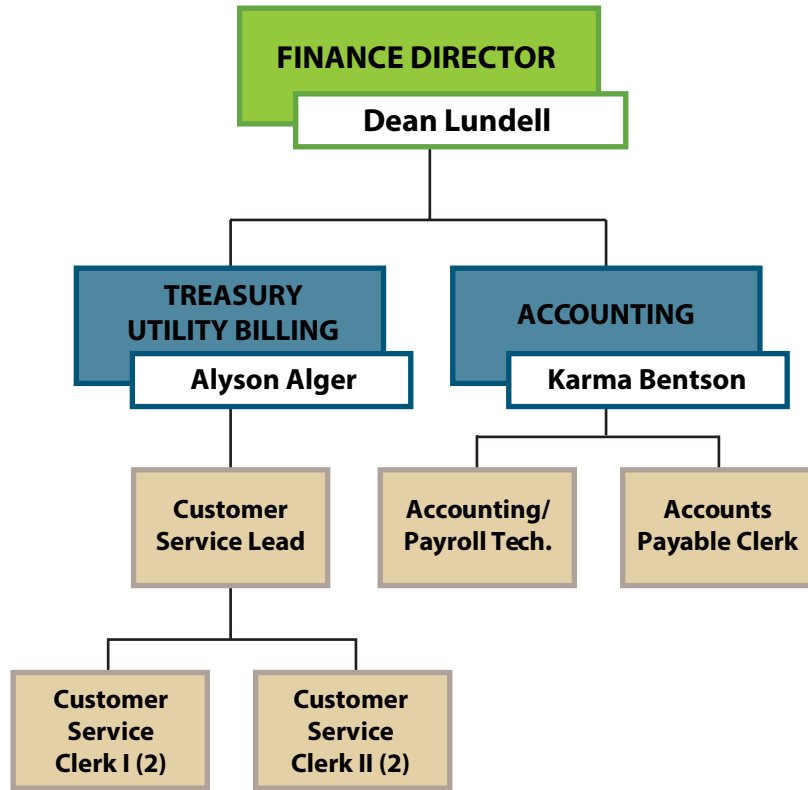 FINANCE DIRECTOR
Dean Lundell
TREASURY
UTILITY BILLING
Alyson Alger
ACCOUNTING
Karma Bentson
Customer
Service Lead
Accounting/
Payroll Tech.
Accounts
Payable Clerk
Customer
Service
Clerk I (2)
Customer
Service
Clerk II (2)